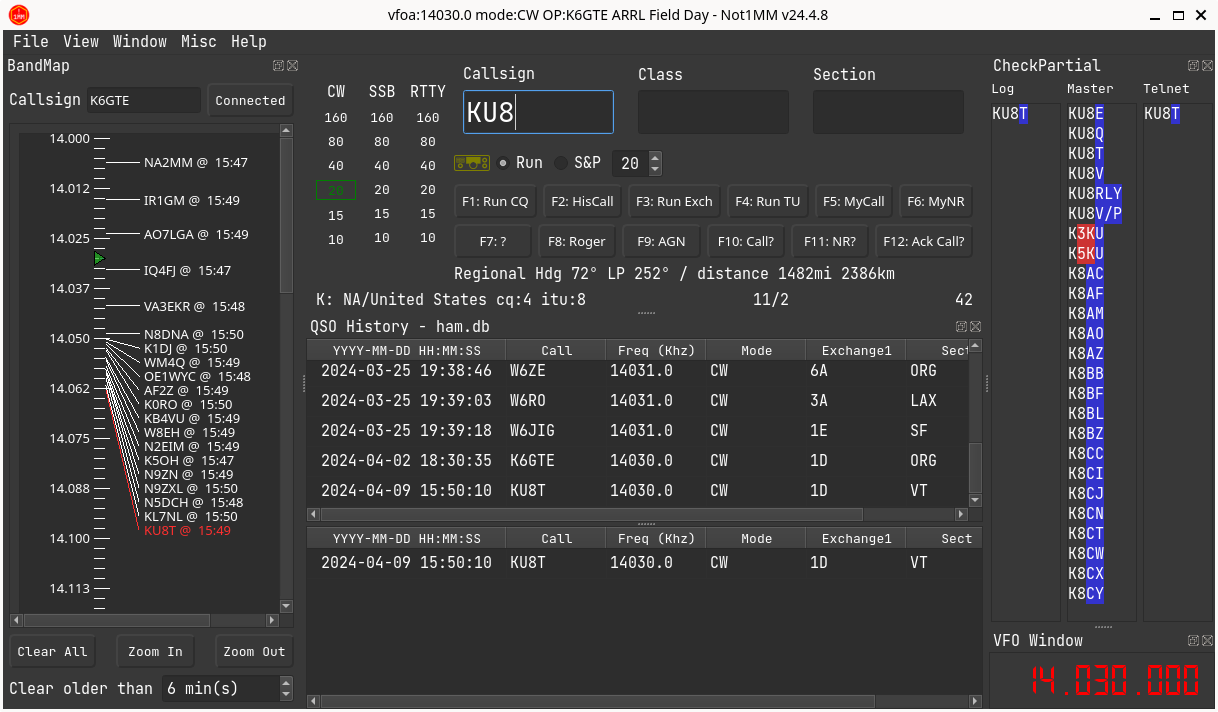 vfoa:14030.0 mode:CW OP:K6GTE ARRL Field Day - Not1MM v24.4.8
File View Window Misc Help
BandMap
Callsign K6GTE Connected
14.000
14.012
14.025
14.037
14.050
14.062
14.075
14.088
14.100
14.113
NA2MM @ 15:47
IR1GM @ 15:49
AO7LGA @ 15:49
IQ4FJ @ 15:47
VA3EKR @ 15:48
N8DNA @ 15:50
K1DJ @ 15:50
WM4Q @ 15:49
OE1WYC @ 15:48
AF2Z @ 15:49
K0RO @ 15:50
KB4VU @ 15:49
W8EH @ 15:49
N2EIM @ 15:49
K5OH @ 15:47
N9ZN @ 15:49
N9ZXL @ 15:50
N5DCH @ 15:48
KL7NL @ 15:50
KU8T @ 15:49
Clear All Zoom In Zoom Out
Clear older than 6 min(s)
CW SSB RTTY
160 160 160
80 80 80
40 40 40
20 20 20
15 15 15
10 10 10
Callsign Class Section
KU8
Run S&P 20
F1: Run CQ F2: HisCall F3: Run Exch F4: Run TU F5: MyCall F6: MyNR
F7: ? F8: Roger F9: AGN F10: Call? F11: NR? F12: Ack Call?
Regional Hdg 72° LP 252° / distance 1482mi 2386km
K: NA/United States cq:4 itu:8 11/2 42
QSO History - ham.db
YYYY-MM-DD HH:MM:SS Call Freq (Khz) Mode Exchange1 Sect
2024-03-25 19:38:46 W6ZE 14031.0 CW 6A ORG
2024-03-25 19:39:03 W6RO 14031.0 CW 3A LAX
2024-03-25 19:39:18 W6JIG 14031.0 CW 1E SF
2024-04-02 18:30:35 K6GTE 14030.0 CW 1D ORG
2024-04-09 15:50:10 KU8T 14030.0 CW 1D VT
YYYY-MM-DD HH:MM:SS Call Freq (Khz) Mode Exchange1 Sect
2024-04-09 15:50:10 KU8T 14030.0 CW 1D VT
CheckPartial
Log Master Telnet
KU8T KU8E KU8T
KU8Q
KU8T
KU8V
KU8RLY
KU8V/P
K3KU
K5KU
K8AC
K8AF
K8AM
K8AO
K8AZ
K8BB
K8BF
K8BL
K8BZ
K8CC
K8CI
K8CJ
K8CN
K8CT
K8CW
K8CX
K8CY
VFO Window
14.030.000